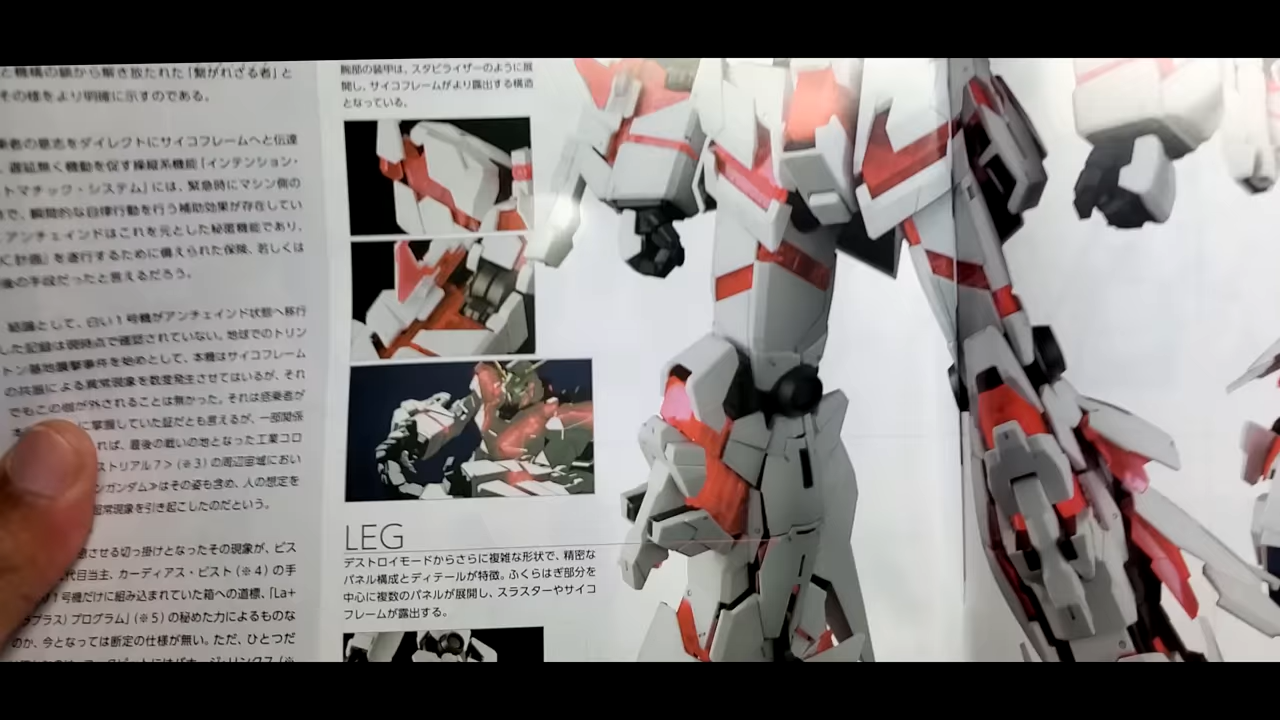 と機構の鎖から解き放たれた「繋がれざる者」と
その様をより明確に示すのである。
乗者の意志をダイレクトにサイコフレームへと伝達
、遅延無く機動を促す操縦系機能「インテンション・
トマチック・システム」には、緊急時にマシン側の
で、瞬間的な自律行動を行う補助効果が存在してい
アンチェインドはこれを元とした秘匿機能であり、
C計画』を遂行するために備えられた保険、若しくは
後の手段だったと言えるだろう。
結論として、白い1号機がアンチェインド状態へ移行
した記録は現時点で確認されていない。地球でのトリン
トン基地襲撃事件を始めとして、本機はサイコフレーム
の共振による異常現象を数度発生させてはいるが、それ
でもこの枷が外されることは無かった。それは搭乗者が
に掌握していた証だとも言えるが、一部関係
れば、最後の戦いの地となった工業コロ
ストリアル7＞(※3)の周辺宙域におい
ンガンダム≫はその姿も含め、人の想定を
超常現象を引き起こしたのだという。
させる切っ掛けとなったその現象が、ビス
代目当主、カーディアス・ビスト(※4)の手
1号機だけに組み込まれていた箱への道標、「La+
プラス)プログラム」(※5)の秘めた力によるものな
のか、今となっては断定の仕様が無い。ただ、ひとつだ
腕部の装甲は、スタビライザーのように展
開し、サイコフレームがより露出する構造
となっている。
LEG
デストロイモードからさらに複雑な形状で、精密な
パネル構成とディテールが特徴。ふくらはぎ部分を
中心に複数のパネルが展開し、スラスターやサイコ
フレームが露出する。